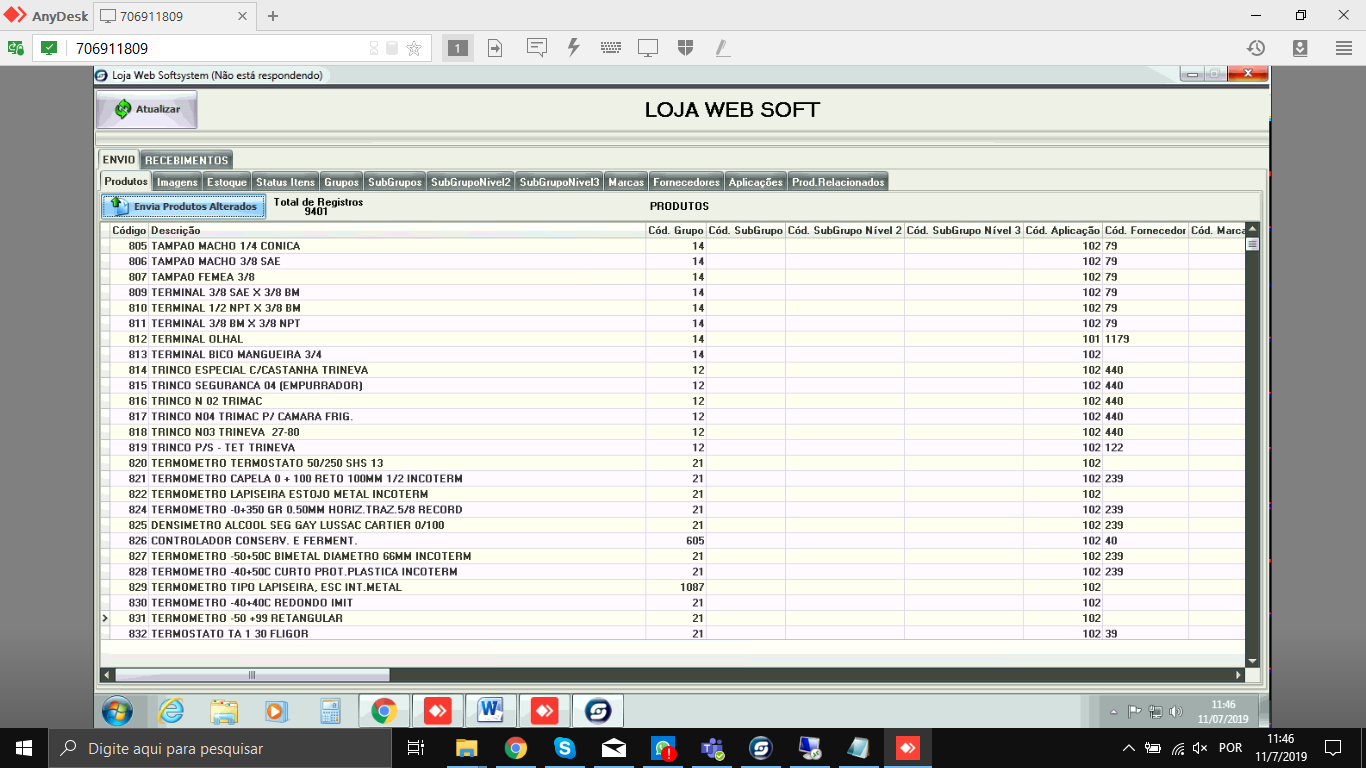 AnyDesk 706911809
706911809 1
Loja Web Softsystem (Não está respondendo)
Atualizar LOJA WEB SOFT
ENVIO RECEBIMENTOS
Produtos Imagens Estoque Status Itens Grupos SubGrupos SubGrupoNivel2 SubGrupoNivel3 Marcas Fornecedores Aplicações Prod.Relacionados
Envia Produtos Alterados Total de Registros PRODUTOS
9401
Código Descrição Cód. Grupo Cód. SubGrupo Cód. SubGrupo Nível 2 Cód. SubGrupo Nível 3 Cód. Aplicação Cód. Fornecedor Cód. Marca
805 TAMPAO MACHO 1/4 CONICA 14 102 79
806 TAMPAO MACHO 3/8 SAE 14 102 79
807 TAMPAO FEMEA 3/8 14 102 79
809 TERMINAL 3/8 SAE X 3/8 BM 14 102 79
810 TERMINAL 1/2 NPT X 3/8 BM 14 102 79
811 TERMINAL 3/8 BM X 3/8 NPT 14 102 79
812 TERMINAL OLHAL 14 101 1179
813 TERMINAL BICO MANGUEIRA 3/4 14 102
814 TRINCO ESPECIAL C/CASTANHA TRINEVA 12 102 440
815 TRINCO SEGURANCA 04 (EMPURRADOR) 12 102 440
816 TRINCO N 02 TRIMAC 12 102 440
817 TRINCO N04 TRIMAC P/ CAMARA FRIG. 12 102 440
818 TRINCO N03 TRINEVA 27-80 12 102 440
819 TRINCO P/S - TET TRINEVA 12 102 122
820 TERMOMETRO TERMOSTATO 50/250 SHS 13 21 102
821 TERMOMETRO CAPELA 0 + 100 RETO 100MM 1/2 INCOTERM 21 102 239
822 TERMOMETRO LAPISEIRA ESTOJO METAL INCOTERM 21 102
824 TERMOMETRO -0+350 GR 0.50MM HORIZ.TRAZ.5/8 RECORD 21 102 239
825 DENSIMETRO ALCOOL SEG GAY LUSSAC CARTIER 0/100 21 102 239
826 CONTROLADOR CONSERV. E FERMENT. 605 102 40
827 TERMOMETRO -50+50C BIMETAL DIAMETRO 66MM INCOTERM 21 102 239
828 TERMOMETRO -40+50C CURTO PROT.PLASTICA INCOTERM 21 102 239
829 TERMOMETRO TIPO LAPISEIRA, ESC INT.METAL 1087 102
830 TERMOMETRO -40+40C REDONDO IMIT 21 102
831 TERMOMETRO -50 +99 RETANGULAR 21 102
832 TERMOSTATO TA 1 30 FLIGOR 21 102 39
11:46
11/07/2019
Digite aqui para pesquisar POR 11:46
11/7/2019